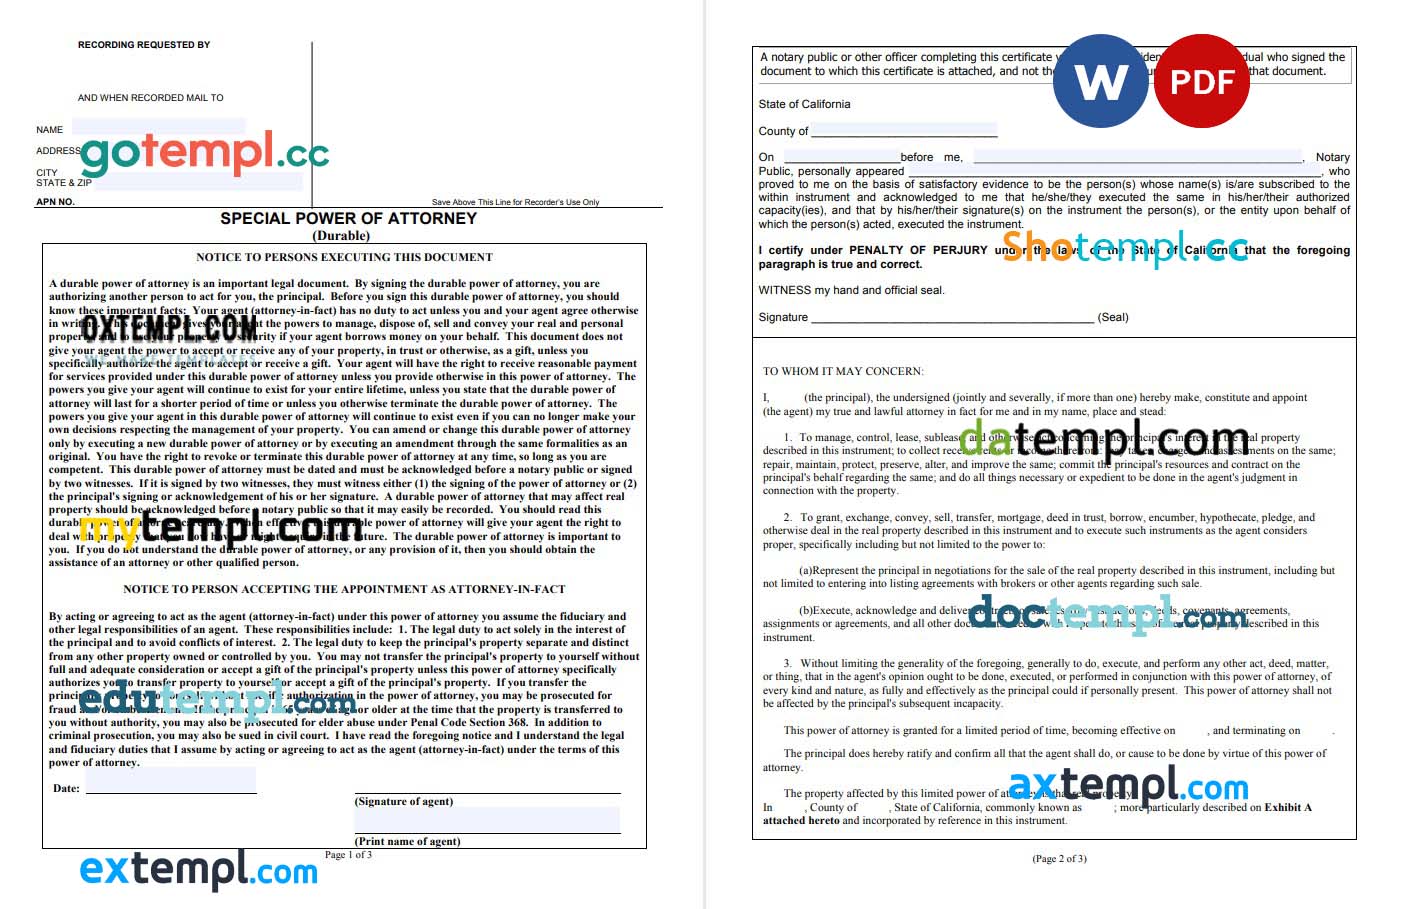 RECORDING REQUESTED BY
AND WHEN RECORDED MAIL TO
NAME
ADDRESS
gotempl.cc
CITY
STATE & ZIP
APN NO.
Save Above This Line for Recorder's Use Only
SPECIAL POWER OF ATTORNEY
(Durable)
NOTICE TO PERSONS EXECUTING THIS DOCUMENT
A durable power of attorney is an important legal document. By signing the durable power of attorney, you are
authorizing another person to act for you, the principal. Before you sign this durable power of attorney, you should
know these important facts: Your agent (attorney-in-fact) has no duty to act unless you and your agent agree otherwise
in writing. This document gives your agent the powers to manage, dispose of, sell and convey your real and personal
OXTEMPL.COM
property, and to use your property as security if your agent borrows money on your behalf. This document does not
give your agent the power to accept or receive any of your property, in trust or otherwise, as a gift, unless you
WE MAKE TEMPLATES
specifically authorize the agent to accept or receive a gift. Your agent will have the right to receive reasonable payment
for services provided under this durable power of attorney unless you provide otherwise in this power of attorney. The
powers you give your agent will continue to exist for your entire lifetime, unless you state that the durable power of
attorney will last for a shorter period of time or unless you otherwise terminate the durable power of attorney. The
powers you give your agent in this durable power of attorney will continue to exist even if you can no longer make your
own decisions respecting the management of your property. You can amend or change this durable power of attorney
only by executing a new durable power of attorney or by executing an amendment through the same formalities as an
original. You have the right to revoke or terminate this durable power of attorney at any time, so long as you are
competent. This durable power of attorney must be dated and must be acknowledged before a notary public or signed
by two witnesses. If it is signed by two witnesses, they must witness either (1) the signing of the power of attorney or (2)
the principal's signing or acknowledgement of his or her signature. A durable power of attorney that may affect real
property should be acknowledged before a notary public so that it may easily be recorded. You should read this
durable power of attorney carefully. When effective this durable power of attorney will give your agent the right to
mytempl.com
deal with property that you now have or might acquire in the future. The durable power of attorney is important to
you. If you do not understand the durable power of attorney, or any provision of it, then you should obtain the
assistance of an attorney or other qualified person.
NOTICE TO PERSON ACCEPTING THE APPOINTMENT AS ATTORNEY-IN-FACT
By acting or agreeing to act as the agent (attorney-in-fact) under this power of attorney you assume the fiduciary and
other legal responsibilities of an agent. These responsibilities include: 1. The legal duty to act solely in the interest of
the principal and to avoid conflicts of interest. 2. The legal duty to keep the principal's property separate and distinct
from any other property owned or controlled by you. You may not transfer the principal's property to yourself without
full and adequate consideration or accept a gift of the principal's property unless this power of attorney specifically
authorizes you to transfer property to yourself or accept a gift of the principal's property. If you transfer the
authorization in the power of attorney, you may be prosecuted for
edutempl.com
fraud or older at the time that the property is transferred to
you without authority, you may also be prosecuted for elder abuse under Penal Code Section 368. In addition to
criminal prosecution, you may also be sued in civil court. I have read the foregoing notice and I understand the legal
and fiduciary duties that I assume by acting or agreeing to act as the agent (attorney-in-fact) under the terms of this
power of attorney.
Date:
(Signature of agent)
(Print name of agent)
Page 1 of 3
extempl.com
A notary public or other officer completing this certificate dual who signed the
document to which this certificate is attached, and not the that document.
W
PDF
State of California
County of
On before me, , Notary
Public, personally appeared , who
proved to me on the basis of satisfactory evidence to be the person(s) whose name(s) is/are subscribed to the
within instrument and acknowledged to me that he/she/they executed the same in his/her/their authorized
capacity(ies), and that by his/her/their signature(s) on the instrument the person(s), or the entity upon behalf of
which the person(s) acted, executed the instrument.
Shotempl.cc
I certify under PENALTY OF PERJURY under the laws of the State of California that the foregoing
paragraph is true and correct.
WITNESS my hand and official seal.
Signature (Seal)
TO WHOM IT MAY CONCERN:
I, (the principal), the undersigned (jointly and severally, if more than one) hereby make, constitute and appoint
(the agent) my true and lawful attorney in fact for me and in my name, place and stead:
1. To manage, control, lease, sublease, and otherwise act concerning the principal's interest in the real property
datempl.com
described in this instrument; to collect rents or income therefrom; pay taxes, charges and assessments on the same;
repair, maintain, protect, preserve, alter, and improve the same; commit the principal's resources and contract on the
principal's behalf regarding the same; and do all things necessary or expedient to be done in the agent's judgment in
connection with the property.
2. To grant, exchange, convey, sell, transfer, mortgage, deed in trust, borrow, encumber, hypothecate, pledge, and
otherwise deal in the real property described in this instrument and to execute such instruments as the agent considers
proper, specifically including but not limited to the power to:
(a)Represent the principal in negotiations for the sale of the real property described in this instrument, including but
not limited to entering into listing agreements with brokers or other agents regarding such sale.
(b)Execute, acknowledge and deliver deeds, covenants, agreements,
doctempl.com
assignments or agreements, and all other documents described in this
instrument.
3. Without limiting the generality of the foregoing, generally to do, execute, and perform any other act, deed, matter,
or thing, that in the agent's opinion ought to be done, executed, or performed in conjunction with this power of attorney, of
every kind and nature, as fully and effectively as the principal could if personally present. This power of attorney shall not
be affected by the principal's subsequent incapacity.
This power of attorney is granted for a limited period of time, becoming effective on , and terminating on .
The principal does hereby ratify and confirm all that the agent shall do, or cause to be done by virtue of this power of
attorney.
The property affected by this limited power of attorney is that real property
axtempl.com
In , County of , State of California, commonly known as ; more particularly described on Exhibit A
attached hereto and incorporated by reference in this instrument.
(Page 2 of 3)